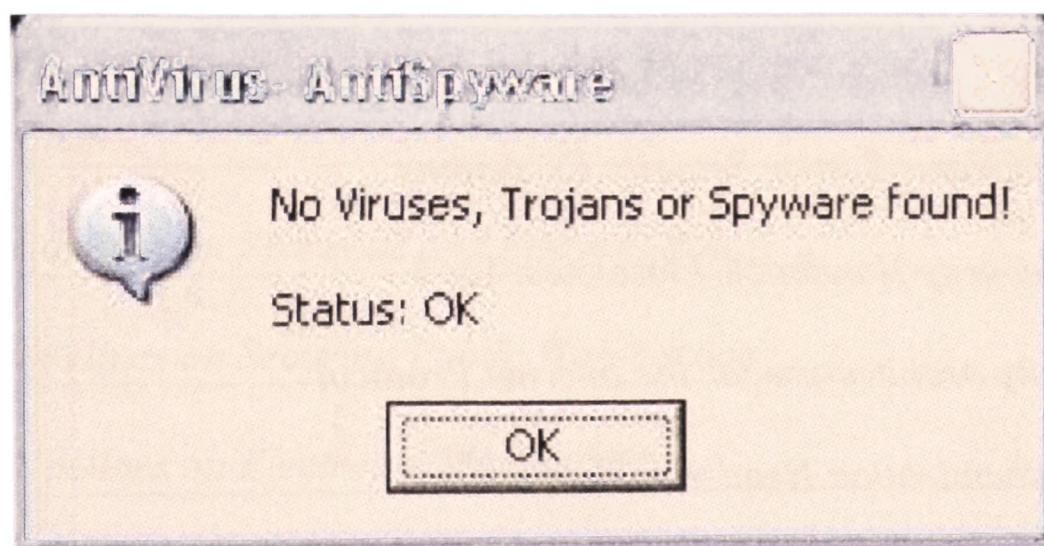 AntiVirus - AntiSpyware
No Viruses, Trojans or Spyware found!
Status: OK
OK